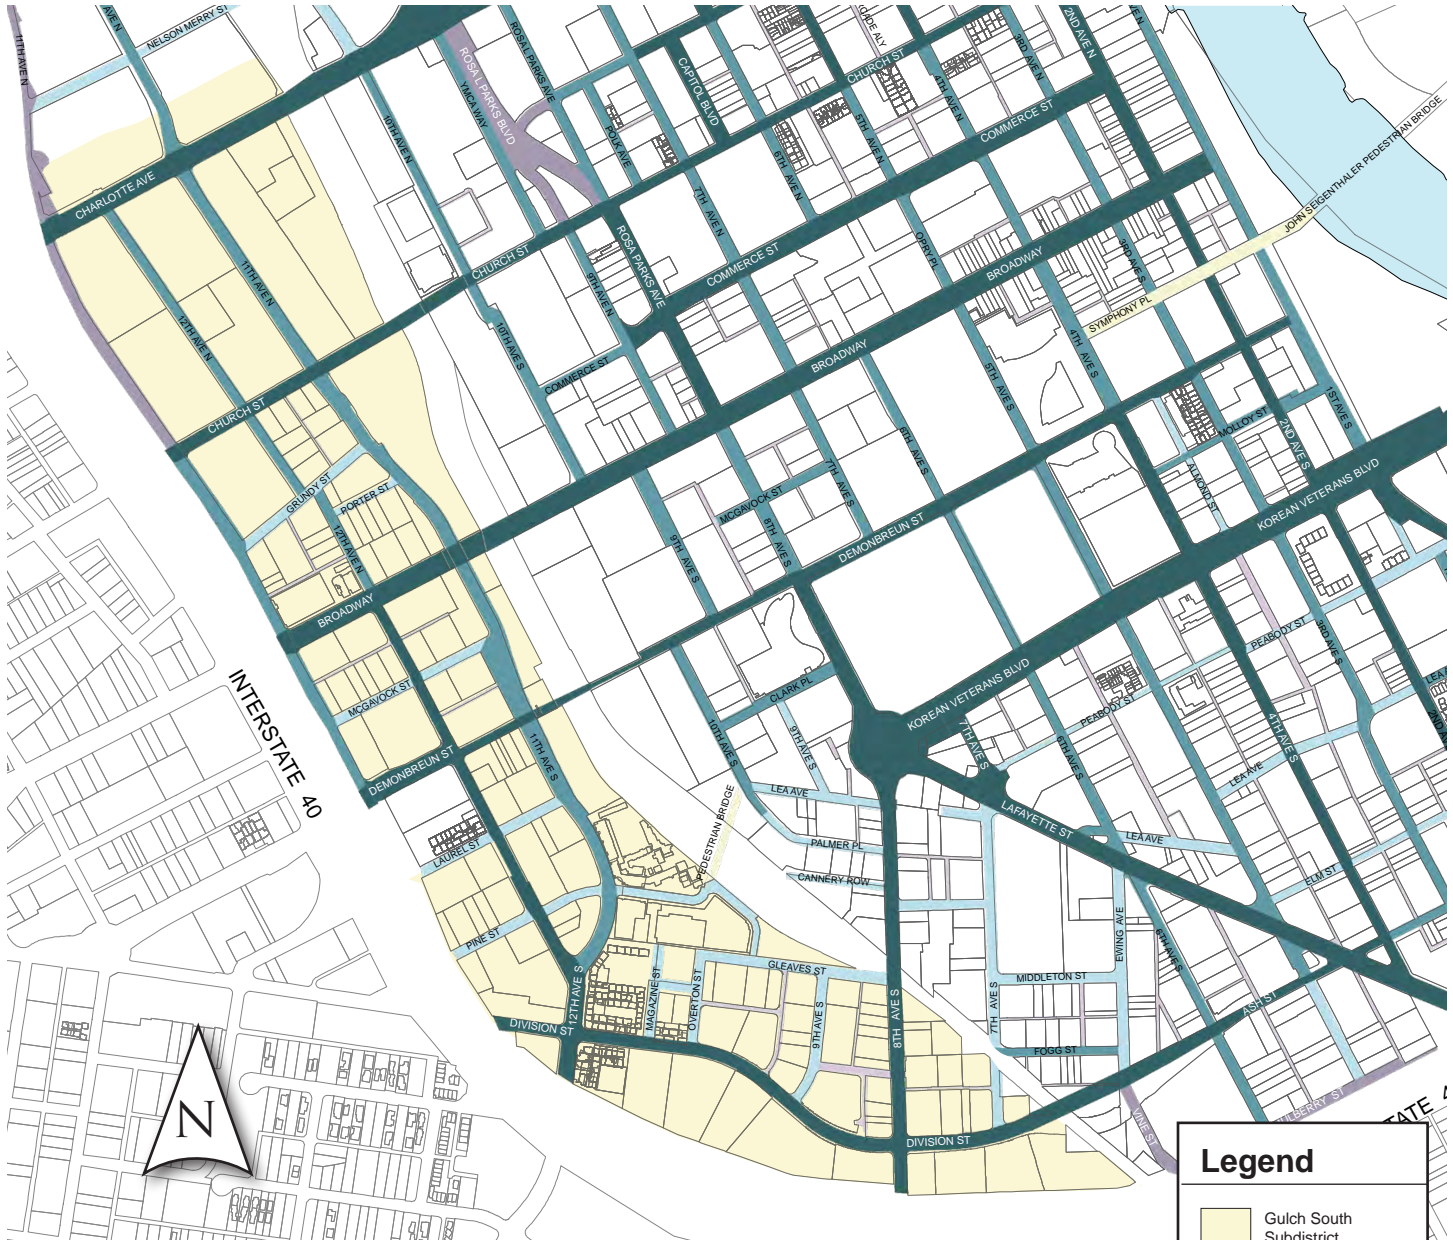 11TH AVE N
AVE N
NELSON MERRY ST
ROSA L PARKS BLVD
YMCA WAY
ROSA L PARKS AVE
CAPITOL BLVD
CHURCH ST
2ND AVE N
3RD AVE N
4TH AVE N
5TH AVE N
COMMERCE ST
JOHN SEIGENTHALER PEDESTRIAN BRIDGE
10TH AVE N
POLK AVE
6TH AVE N
7TH AVE N
CHARLOTTE AVE
11TH AVE N
12TH AVE N
CHURCH ST
ROSA PARKS AVE
9TH AVE N
COMMERCE ST
OPRY PL
BROADWAY
3RD AVE S
SYMPHONY PL
4TH AVE S
10TH AVE S
COMMERCE ST
BROADWAY
5TH AVE S
1ST AVE S
CHURCH ST
MOLLOY ST
2ND AVE S
6TH AVE S
7TH AVE S
MCGAVOCK ST
8TH AVE S
DEMONBREUN ST
ALMOND ST
KOREAN VETERANS BLVD
GRUNDY ST
PORTER ST
12TH AVE N
9TH AVE S
BROADWAY
PEABODY ST
3RD AVE S
INTERSTATE 40
MCGAVOCK ST
CLARK PL
KOREAN VETERANS BLVD
PEABODY ST
4TH AVE S
LEA A
2ND AV
10TH AVE S
9TH AVE S
7TH AVE S
6TH AVE S
LEA AVE
DEMONBREUN ST
11TH AVE S
LEA AVE
LAFAYETTE ST
LEA AVE
PEDESTRIAN BRIDGE
PALMER PL
LAUREL ST
CANNERY ROW
ELM ST
PINE ST
EWING AVE
6TH AVE S
GLEAVES ST
MIDDLETON ST
12TH AVE S
MAGAZINE ST
OVERTON ST
9TH AVE S
8TH AVE S
7TH AVE S
ASH ST
DIVISION ST
FOGG ST
N
VINE ST
ULBERRY ST
TATE 4
DIVISION ST
Legend
Gulch South
Subdistrict